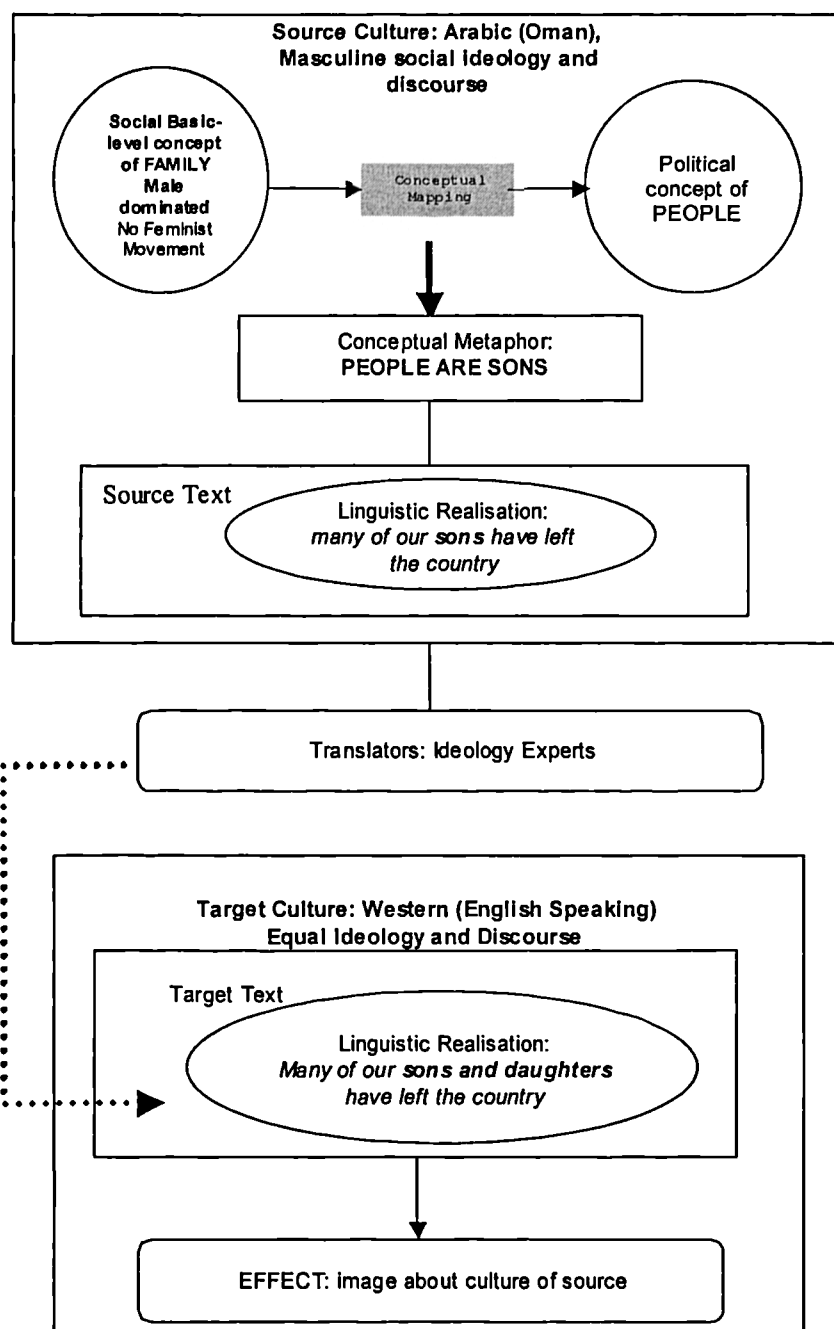 Source Culture: Arabic (Oman),
Masculine social ideology and
discourse
Social Basic-
level concept
of FAMILY
Male
dominated
No Feminist
Movement
Conceptual
Mapping
Political
concept of
PEOPLE
Conceptual Metaphor:
PEOPLE ARE SONS
Source Text
Linguistic Realisation:
many of our sons have left
the country
Translators: Ideology Experts
Target Culture: Western (English Speaking)
Equal Ideology and Discourse
Target Text
Linguistic Realisation:
Many of our sons and daughters
have left the country
EFFECT: image about culture of source